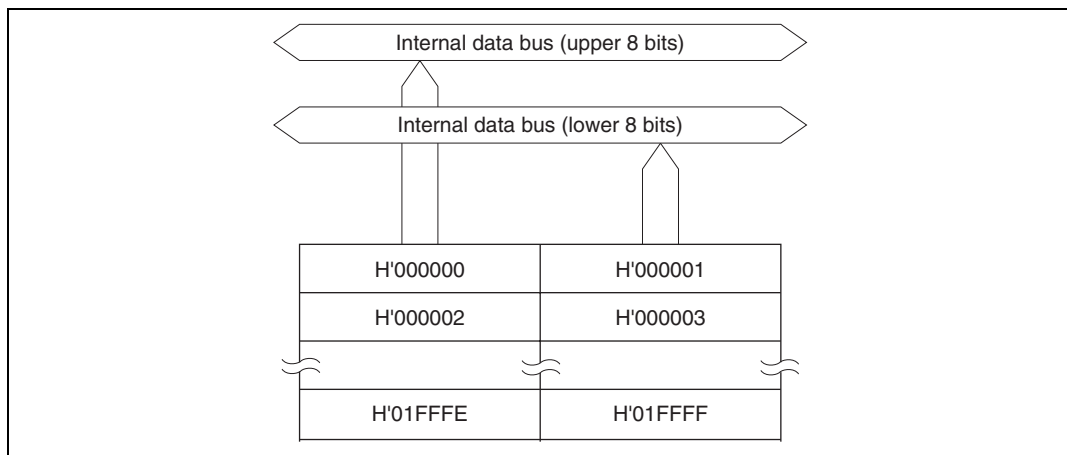 Internal data bus (upper 8 bits)
Internal data bus (lower 8 bits)
H'000000 H'000001
H'000002 H'000003
H'01FFFE H'01FFFF